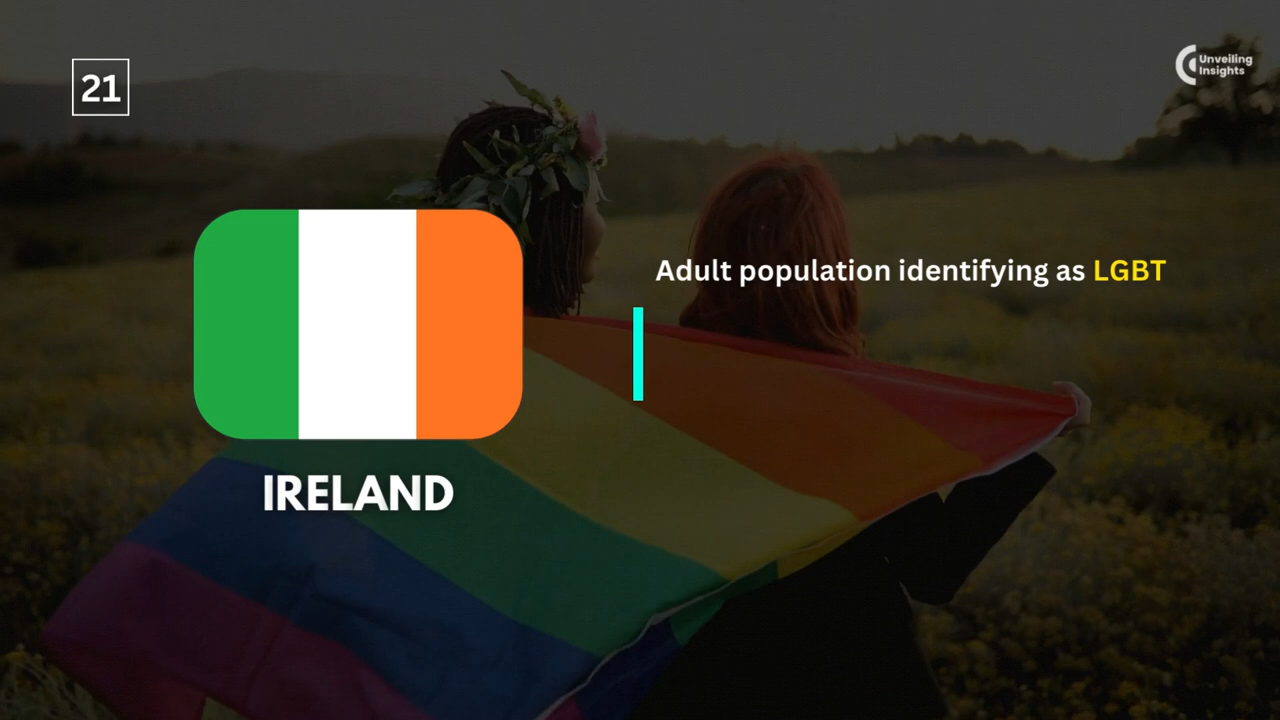 21
Unveiling
Insights
Adult population identifying as LGBT
IRELAND